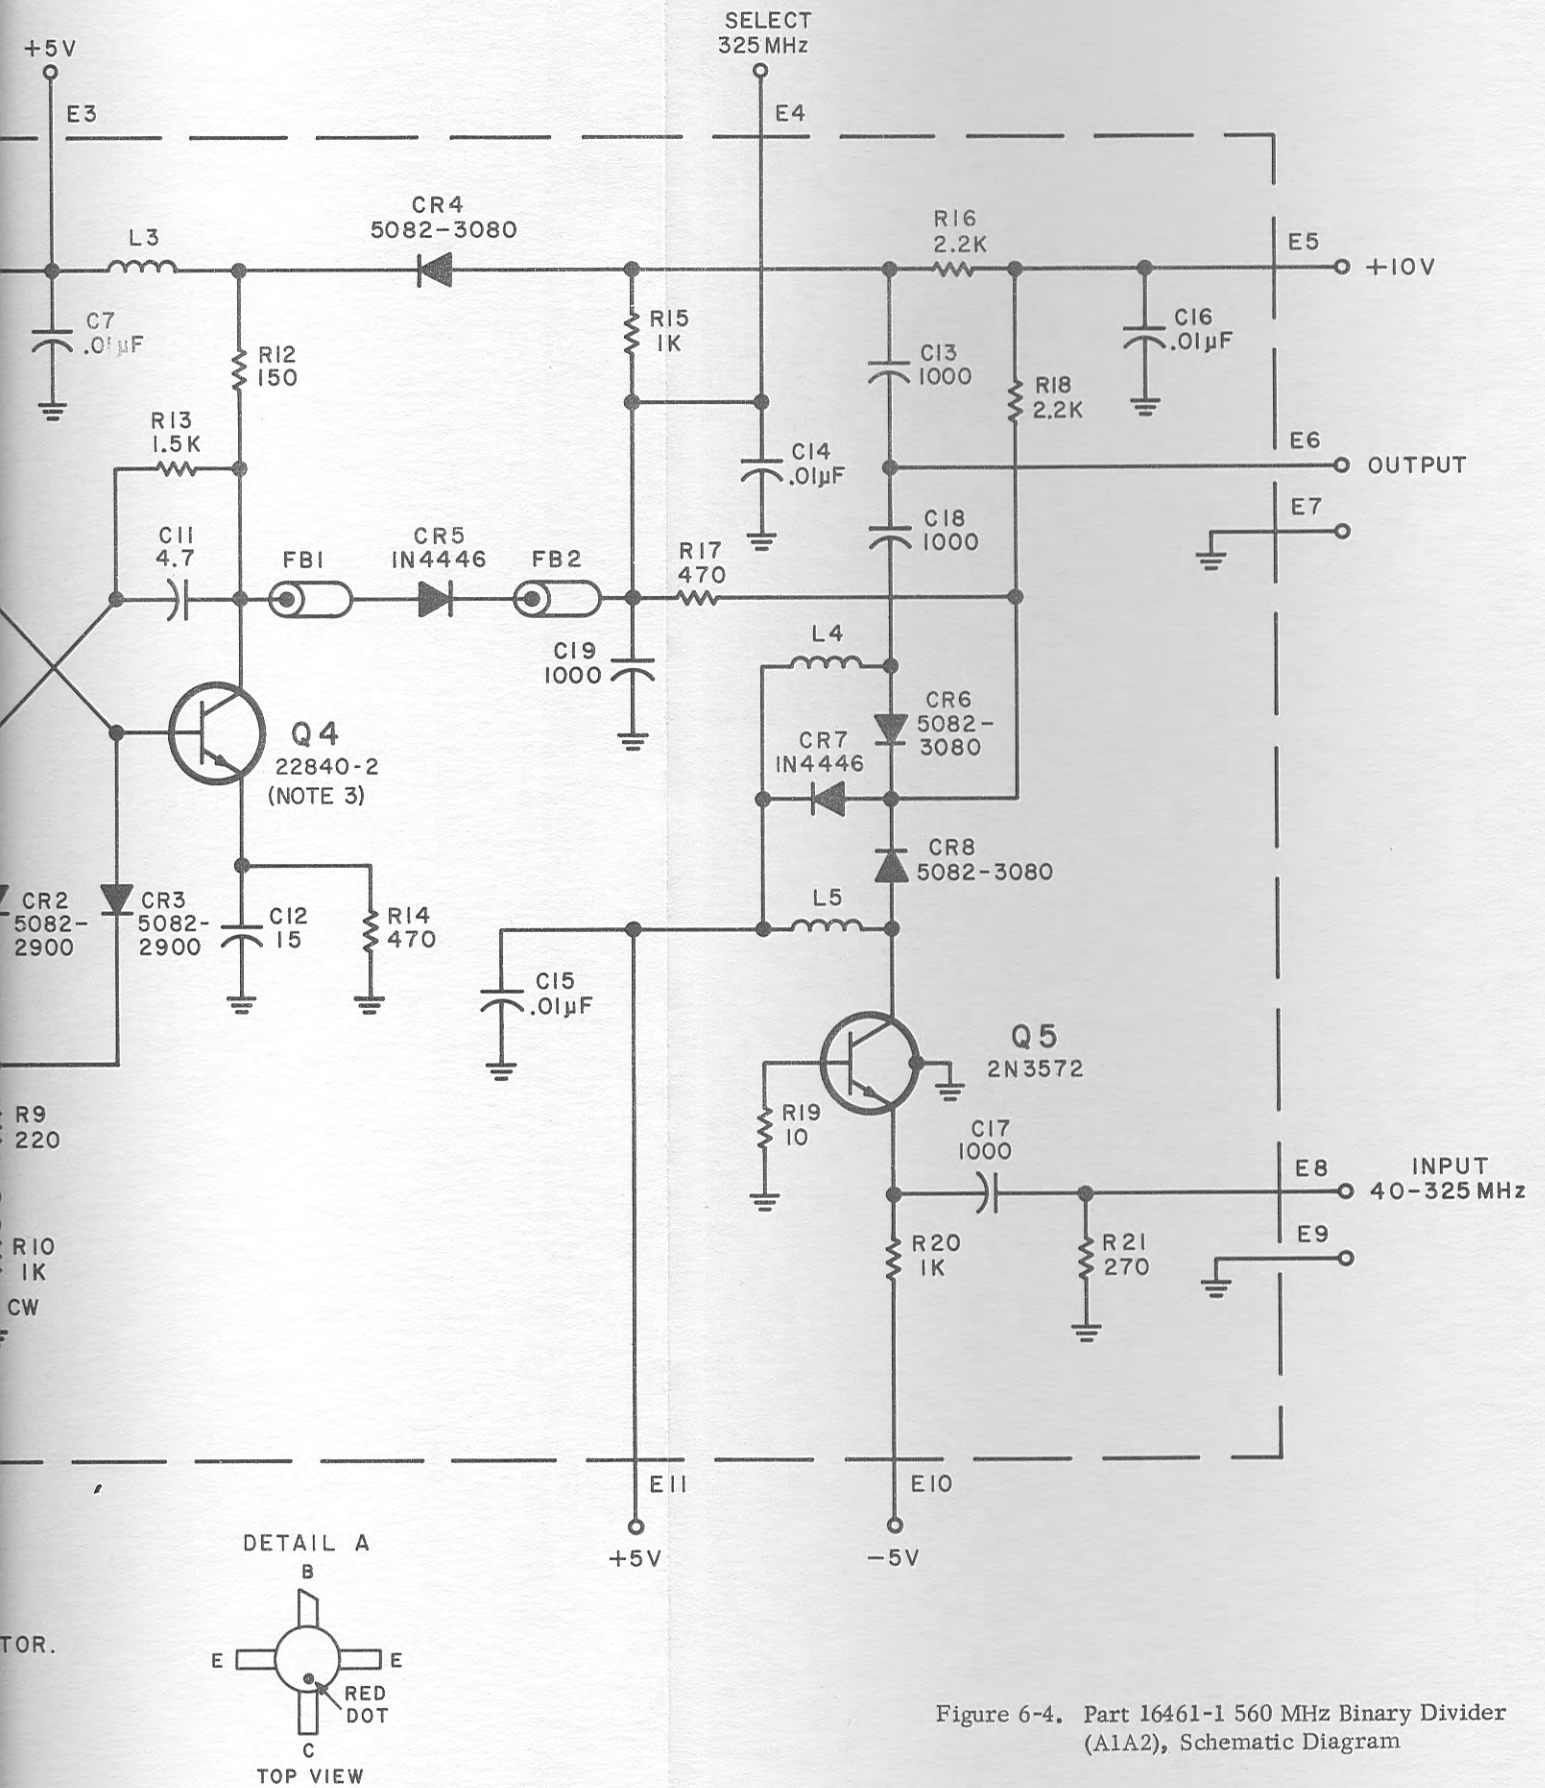 SELECT
325 MHz
+5V
E3
E4
CR4
5082-3080
L3
R16
2.2K
E5
+10V
C7
.01µF
R15
1K
C16
.01µF
R12
150
C13
1000
R18
2.2K
R13
1.5K
C14
.01µF
E6
OUTPUT
E7
C11
4.7
FB1
CR5
1N4446
FB2
R17
470
C18
1000
L4
C19
1000
CR6
5082-
3080
Q4
22840-2
(NOTE 3)
CR7
1N4446
CR8
5082-3080
CR2
5082-
2900
CR3
5082-
2900
C12
15
R14
470
L5
C15
.01µF
Q5
2N3572
R9
220
R19
10
C17
1000
E8
INPUT
40-325 MHz
R10
1K
CW
R20
1K
R21
270
E9
E11
E10
+5V
-5V
DETAIL A
B
E
E
RED
DOT
C
TOP VIEW
TOR.
Figure 6-4. Part 16461-1 560 MHz Binary Divider
(A1A2), Schematic Diagram